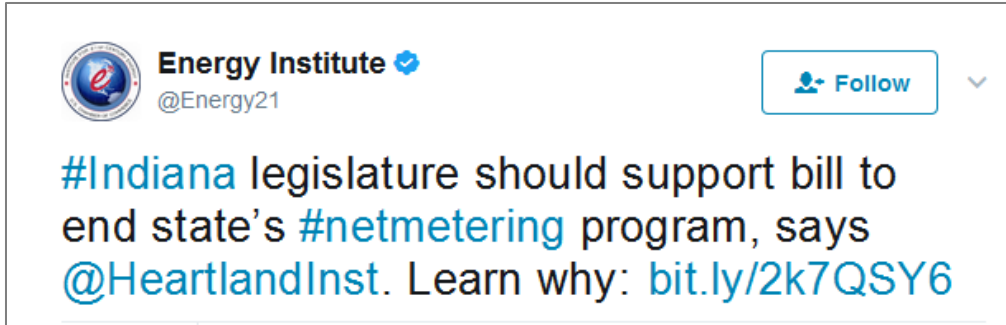 Energy Institute
@Energy21
Follow
#Indiana legislature should support bill to
end state’s #netmetering program, says
@HeartlandInst. Learn why: bit.ly/2k7QSY6